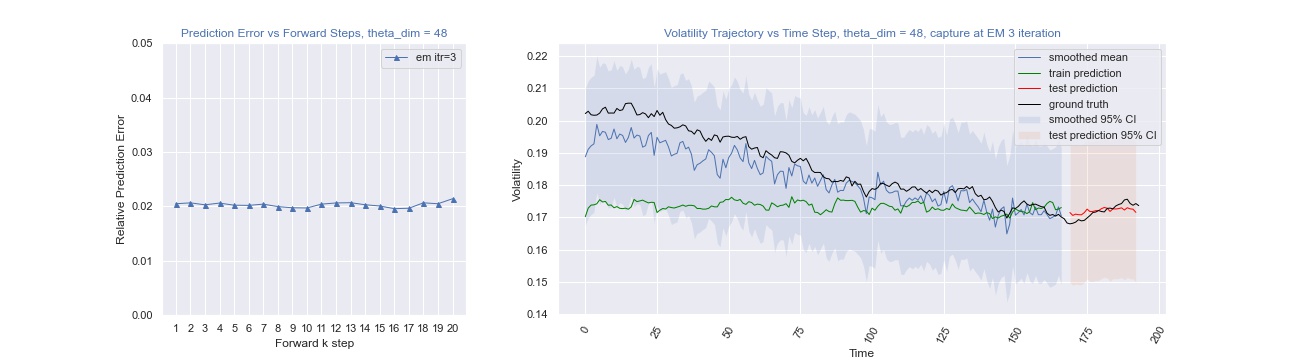 Prediction Error vs Forward Steps, theta_dim = 48
0.05
0.04
0.03
0.02
0.01
0.00
Relative Prediction Error
em itr=3
1 2 3 4 5 6 7 8 9 10 11 12 13 14 15 16 17 18 19 20
Forward k step
Volatility Trajectory vs Time Step, theta_dim = 48, capture at EM 3 iteration
0.22
0.21
0.20
0.19
0.18
0.17
0.16
0.15
0.14
Volatility
smoothed mean
train prediction
test prediction
ground truth
smoothed 95% CI
test prediction 95% CI
0 25 50 75 100 125 150 175 200
Time